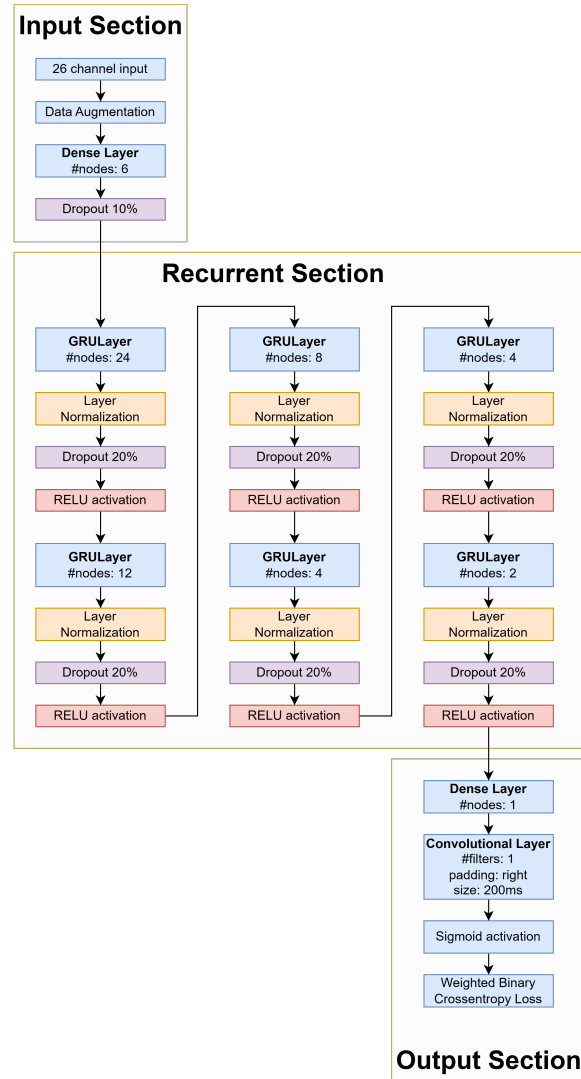 Input Section
26 channel input
Data Augmentation
Dense Layer
#nodes: 6
Dropout 10%
Recurrent Section
GRULayer
#nodes: 24
Layer
Normalization
Dropout 20%
RELU activation
GRULayer
#nodes: 12
Layer
Normalization
Dropout 20%
RELU activation
GRULayer
#nodes: 8
Layer
Normalization
Dropout 20%
RELU activation
GRULayer
#nodes: 4
Layer
Normalization
Dropout 20%
RELU activation
GRULayer
#nodes: 4
Layer
Normalization
Dropout 20%
RELU activation
GRULayer
#nodes: 2
Layer
Normalization
Dropout 20%
RELU activation
Dense Layer
#nodes: 1
Convolutional Layer
#filters: 1
padding: right
size: 200ms
Sigmoid activation
Weighted Binary
Crossentropy Loss
Output Section